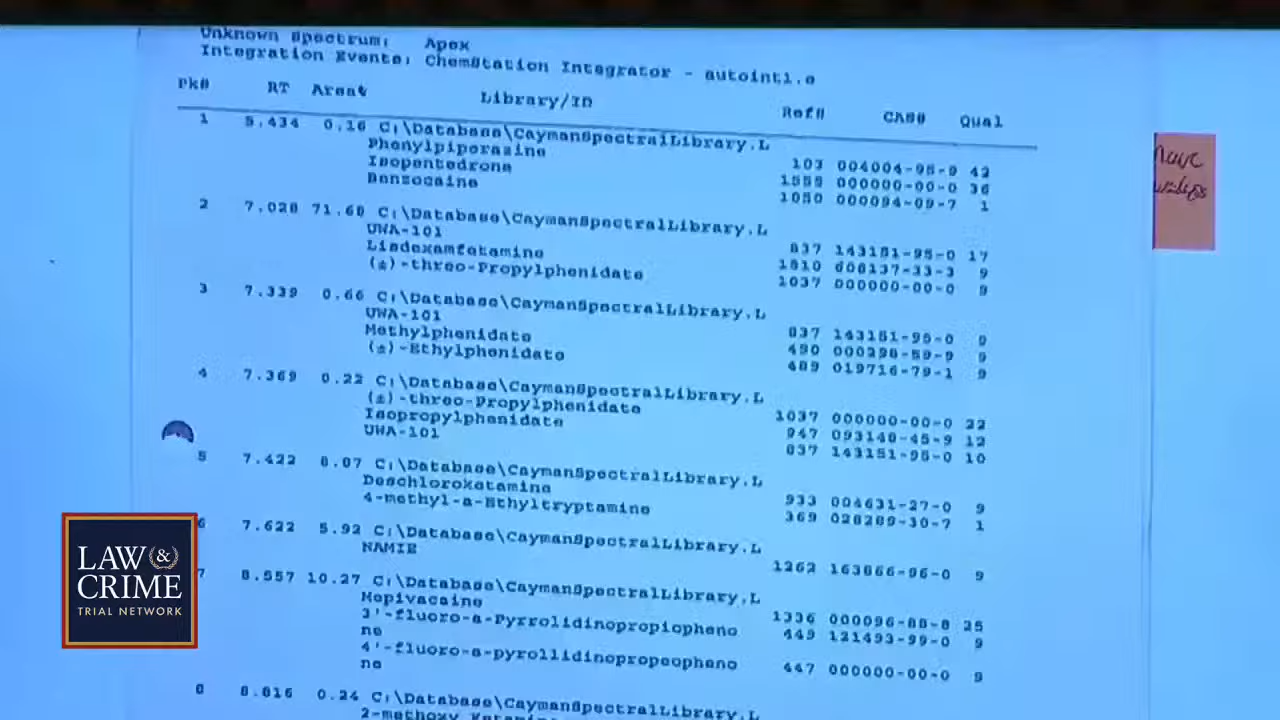 Unknown Spectrum: Apex
Integration Events: ChemStation Integrator - autoint1.e
Pk# RT Area% Library/ID Ref# CAS# Qual
1 5.434 0.16 C:\Database\CaymanSpectralLibrary.L
Phenylpiperazine 103 004004-95-9 42
Isopentedrone 1559 000000-00-0 36
Benzocaine 1050 000094-09-7 1
2 7.028 71.68 C:\Database\CaymanSpectralLibrary.L
UWA-101 837 143151-95-0 17
Lisdexamfetamine 1810 608137-33-3 9
(±)-threo-Propylphenidate 1037 000000-00-0 9
3 7.339 0.66 C:\Database\CaymanSpectralLibrary.L
UWA-101 837 143151-95-0 9
Methylphenidate 490 000298-59-9 9
(±)-Ethylphenidate 489 019716-79-1 9
4 7.369 0.22 C:\Database\CaymanSpectralLibrary.L
(±)-threo-Propylphenidate 1037 000000-00-0 22
Isopropylphenidate 947 093148-45-9 12
UWA-101 837 143151-95-0 10
5 7.422 8.07 C:\Database\CaymanSpectralLibrary.L
Deschloroketamine 933 004631-27-0 9
4-methyl-a-Ethyltryptamine 369 028289-30-7 1
6 7.622 5.92 C:\Database\CaymanSpectralLibrary.L
NAMIE 1262 163866-96-0 9
7 8.557 10.27 C:\Database\CaymanSpectralLibrary.L
Mepivacaine 1336 000096-88-8 25
3'-fluoro-a-Pyrrolidinopropiopheno 449 121493-99-0 9
ne
4'-fluoro-a-pyrollidinopropeopheno 447 000000-00-0 9
ne
8 8.816 0.24 C:\Database\CaymanSpectralLibrary.L
2-methoxy Ketamine
LAW &
CRIME
TRIAL NETWORK